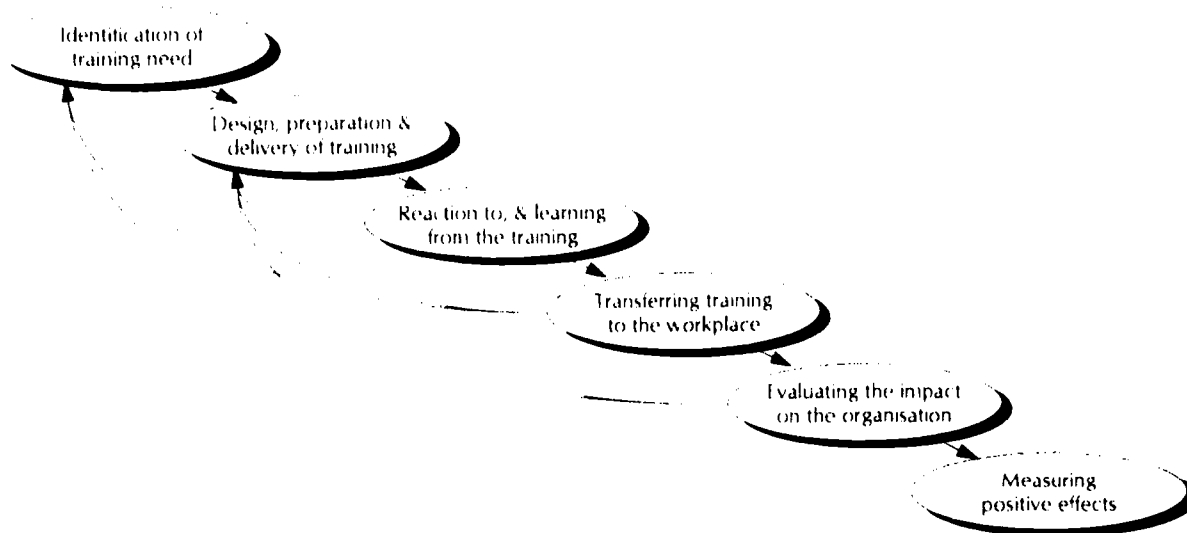 Identification of
training need
Design, preparation &
delivery of training
Reaction to, & learning
from the training
Transferring training
to the workplace
Evaluating the impact
on the organisation
Measuring
positive effects